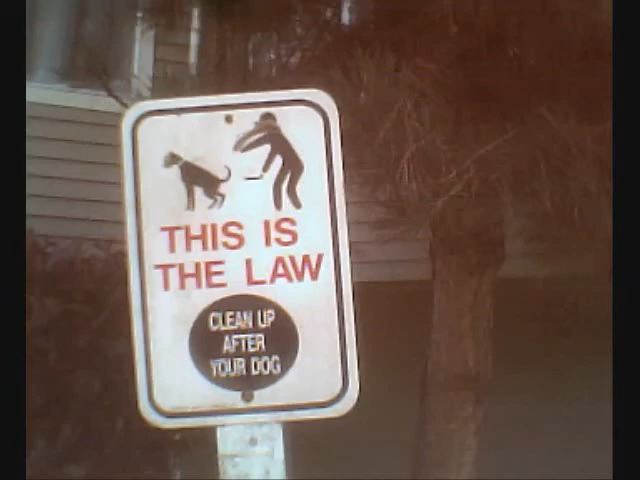 THIS IS
THE LAW
CLEAN UP
AFTER
YOUR DOG